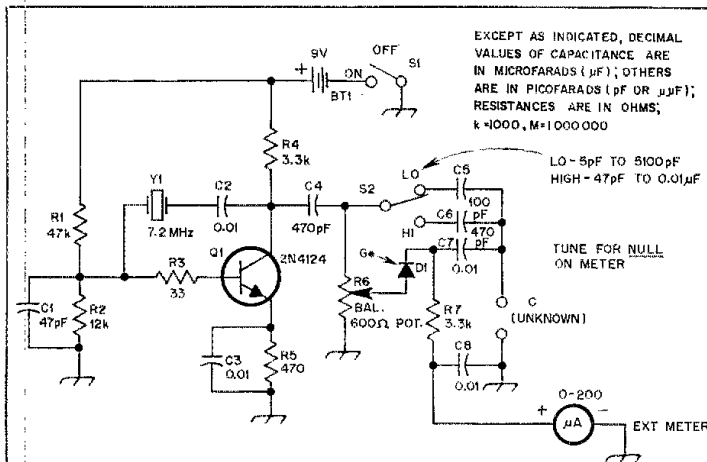 EXCEPT AS INDICATED, DECIMAL
VALUES OF CAPACITANCE ARE
IN MICROFARADS (µF); OTHERS
ARE IN PICOFARADS (pF OR µµF);
RESISTANCES ARE IN OHMS;
k=1000, M=1000000
9V
+
BT1
OFF
ON
S1
R4
3.3k
LO-5pF TO 5100pF
HIGH-47pF TO 0.01µF
Y1
7.2MHz
C2
0.01
C4
470pF
S2
LO
C5
100
pF
HI
C6
470
pF
C7
0.01
TUNE FOR NULL
ON METER
R1
47k
Q1
2N4124
G*
D1
R3
33
R6
BAL.
600Ω POT.
R7
3.3k
C
(UNKNOWN)
C1
47pF
R2
12k
C3
0.01
R5
470
C8
0.01
0-200
+
µA
-
EXT METER